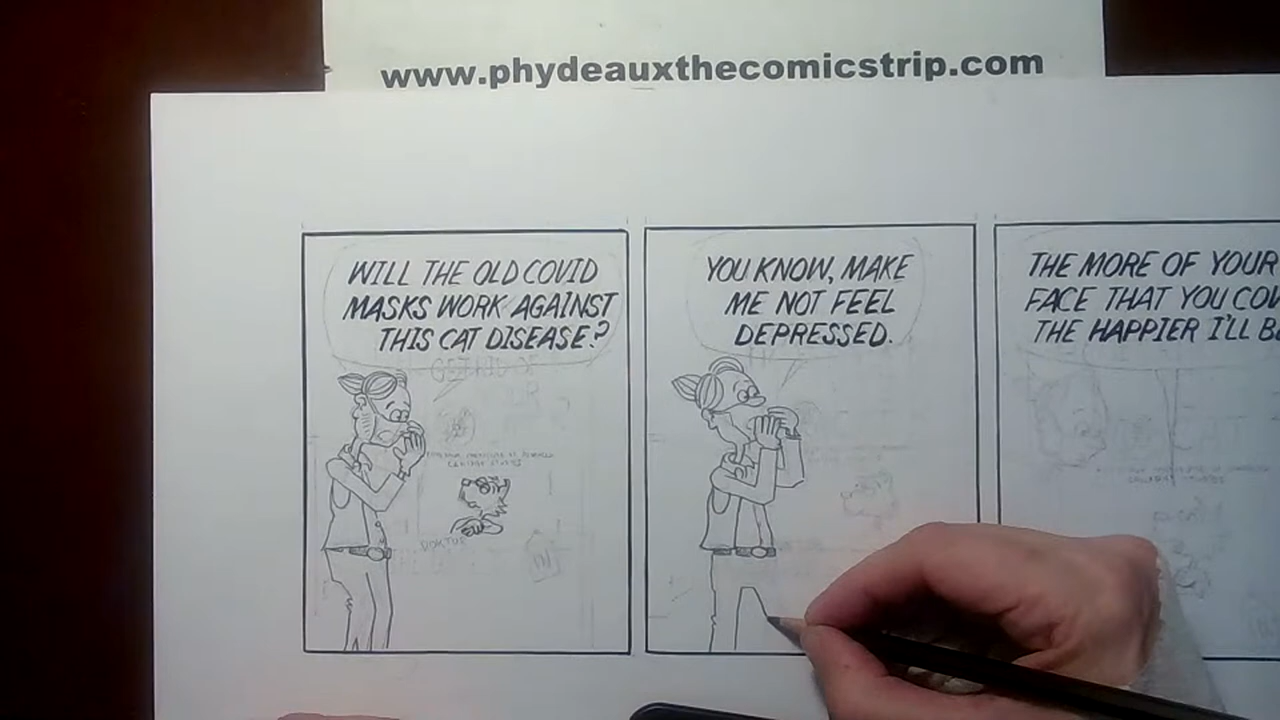 www.phydeauxthecomicstrip.com
WILL THE OLD COVID
MASKS WORK AGAINST
THIS CAT DISEASE?
YOU KNOW, MAKE
ME NOT FEEL
DEPRESSED.
THE MORE OF YOUR
FACE THAT YOU
THE HAPPIER I'LL